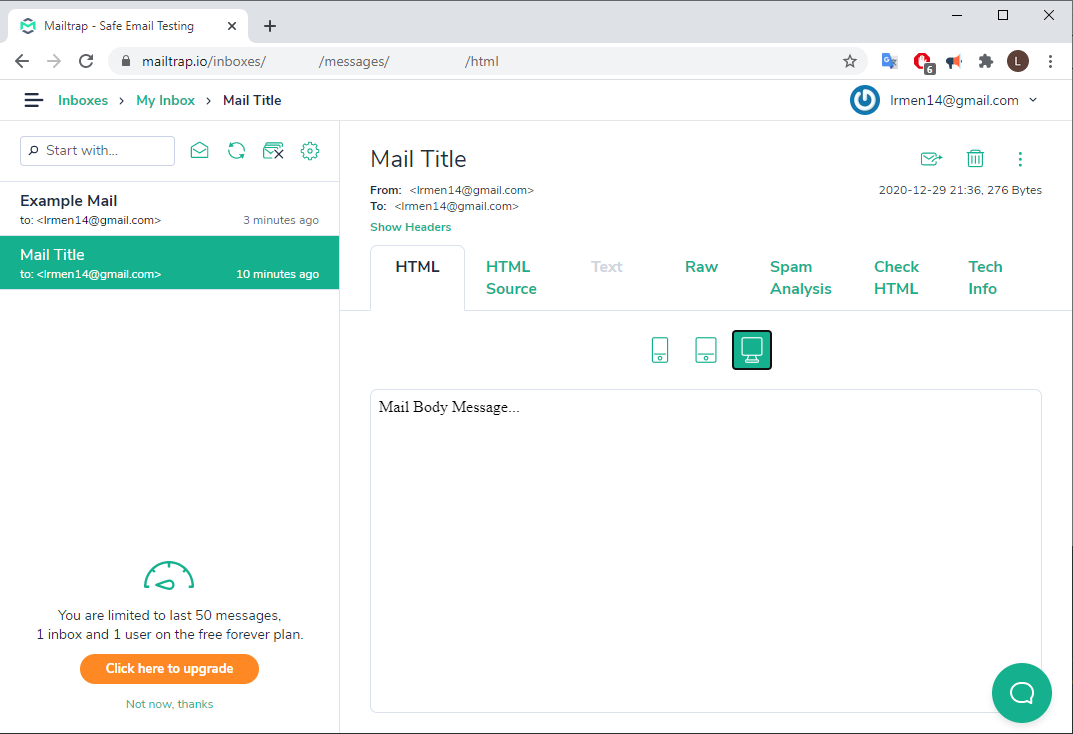 Mailtrap - Safe Email Testing
mailtrap.io/inboxes/ /messages/ /html
6
L
Inboxes > My Inbox > Mail Title
lrmen14@gmail.com
Start with...
Example Mail
to: <lrmen14@gmail.com> 3 minutes ago
Mail Title
to: <lrmen14@gmail.com> 10 minutes ago
You are limited to last 50 messages,
1 inbox and 1 user on the free forever plan.
Click here to upgrade
Not now, thanks
Mail Title
From: <lrmen14@gmail.com>
2020-12-29 21:36, 276 Bytes
To: <lrmen14@gmail.com>
Show Headers
HTML
HTML Source
Text
Raw
Spam Analysis
Check HTML
Tech Info
Mail Body Message...